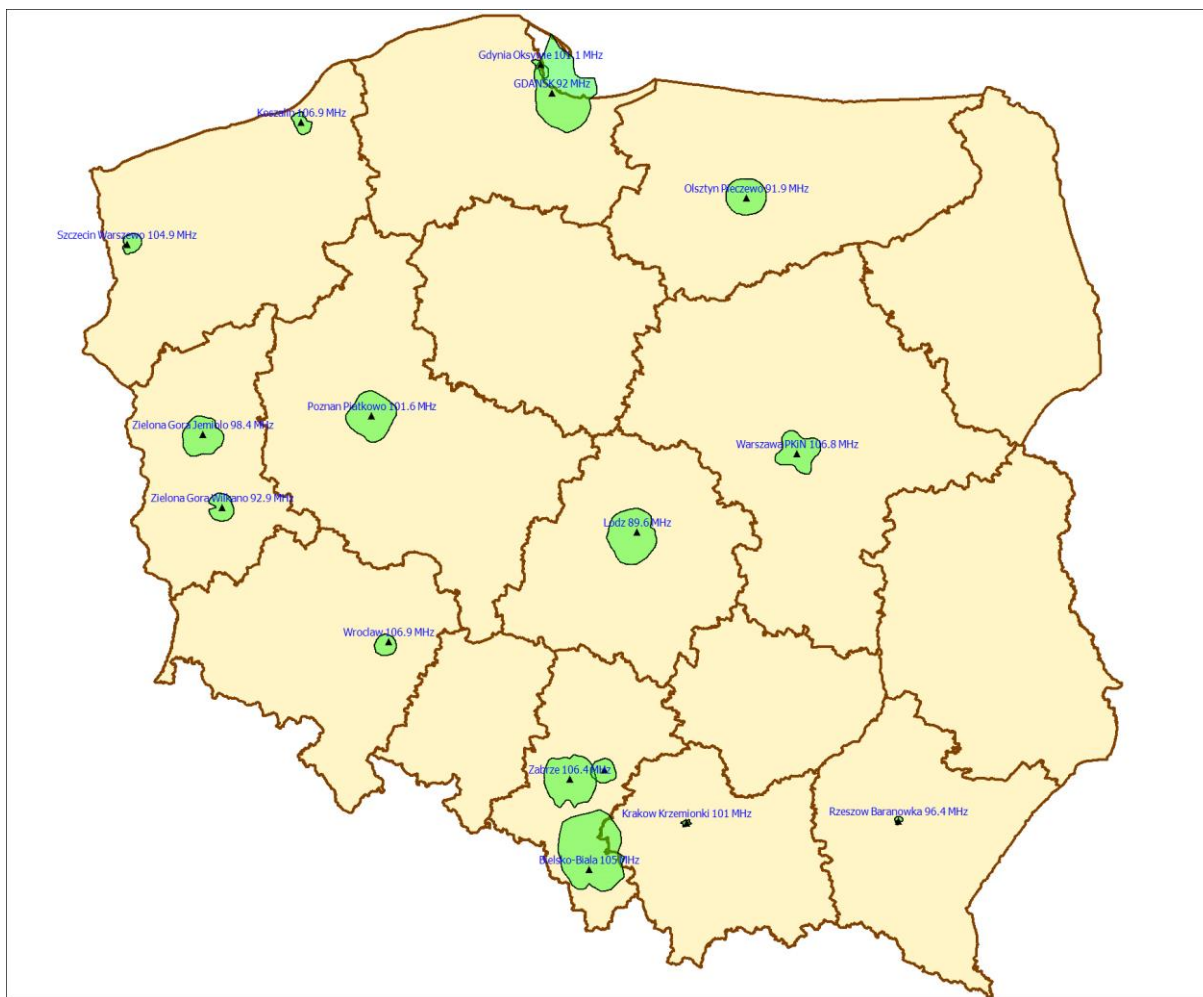 Gdynia Oksywie 101.1 MHz
GDAŃSK 92 MHz
Koszalin 106.9 MHz
Olsztyn Pieczewo 91.9 MHz
Szczecin Warszewo 104.9 MHz
Poznan Piatkowo 101.6 MHz
Zielona Gora Jemiolo 98.4 MHz
Warszawa PKiN 106.8 MHz
Zielona Gora Wilkano 92.9 MHz
Lodz 89.6 MHz
Wroclaw 106.9 MHz
Zabrze 106.4 MHz
Krakow Krzemionki 101 MHz
Rzeszow Baranowka 96.4 MHz
Bielsko-Biala 105 MHz